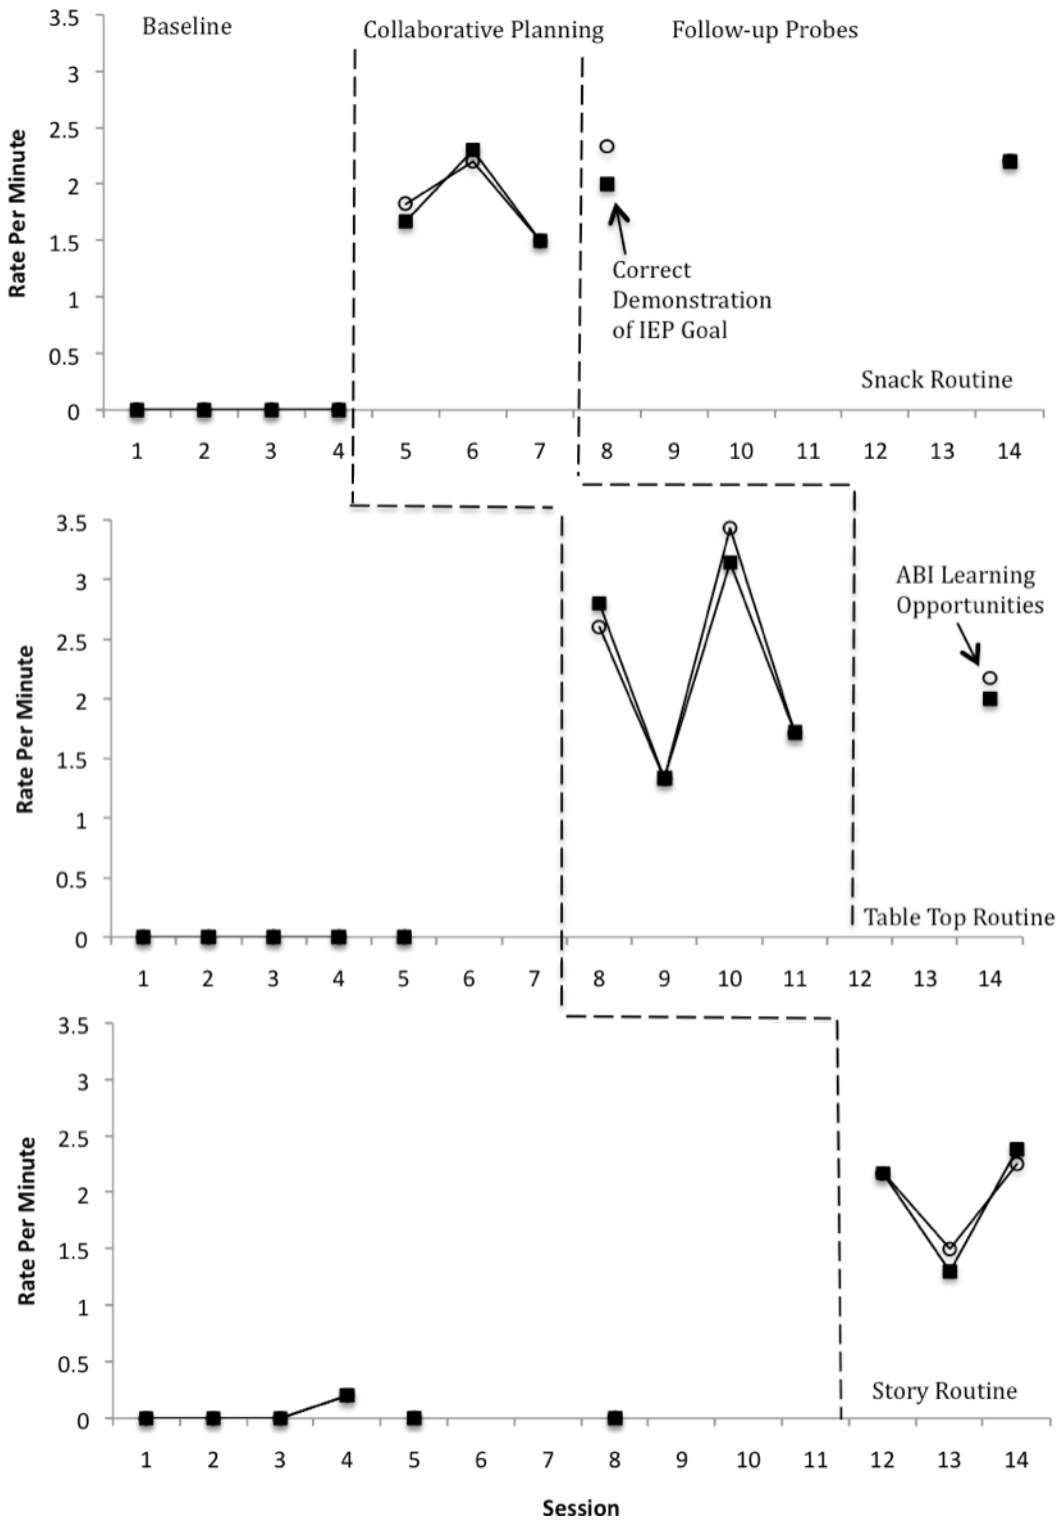 Baseline
Collaborative Planning
Follow-up Probes
Rate Per Minute
3.5
3
2.5
2
1.5
1
0.5
0
Correct
Demonstration
of IEP Goal
Snack Routine
1 2 3 4 5 6 7 8 9 10 11 12 13 14
Rate Per Minute
3.5
3
2.5
2
1.5
1
0.5
0
ABI Learning
Opportunities
Table Top Routine
1 2 3 4 5 6 7 8 9 10 11 12 13 14
Rate Per Minute
3.5
3
2.5
2
1.5
1
0.5
0
Story Routine
1 2 3 4 5 6 7 8 9 10 11 12 13 14
Session